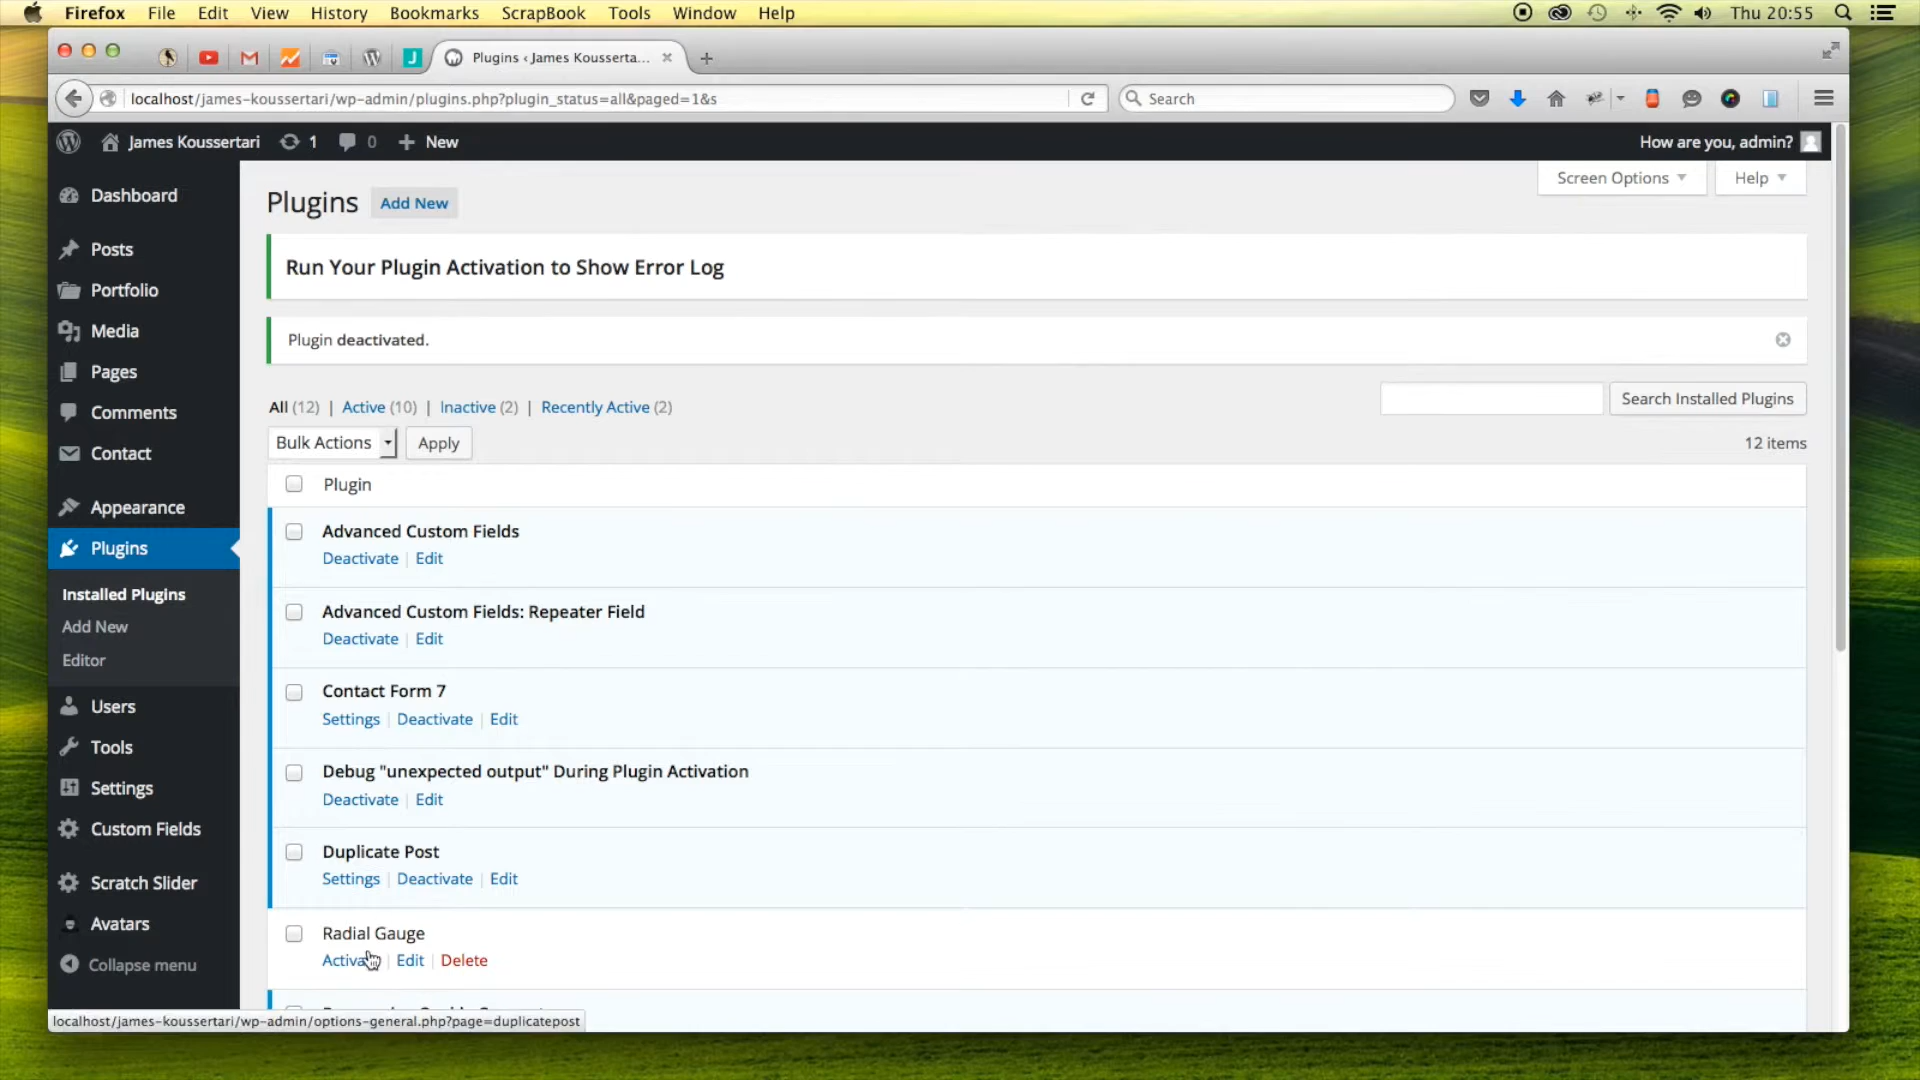 Firefox File Edit View History Bookmarks ScrapBook Tools Window Help Thu 20:55
Plugins ‹ James Kousserta...
localhost/james-koussertari/wp-admin/plugins.php?plugin_status=all&paged=1&s Search
James Koussertari 1 0 New How are you, admin?
Screen Options Help
Dashboard
Posts
Portfolio
Media
Pages
Comments
Contact
Appearance
Plugins
Installed Plugins
Add New
Editor
Users
Tools
Settings
Custom Fields
Scratch Slider
Avatars
Collapse menu
Plugins Add New
Run Your Plugin Activation to Show Error Log
Plugin deactivated.
All (12) | Active (10) | Inactive (2) | Recently Active (2) Search Installed Plugins
Bulk Actions Apply 12 items
Plugin
Advanced Custom Fields
Deactivate | Edit
Advanced Custom Fields: Repeater Field
Deactivate | Edit
Contact Form 7
Settings | Deactivate | Edit
Debug "unexpected output" During Plugin Activation
Deactivate | Edit
Duplicate Post
Settings | Deactivate | Edit
Radial Gauge
Activate | Edit | Delete
localhost/james-koussertari/wp-admin/options-general.php?page=duplicatepost